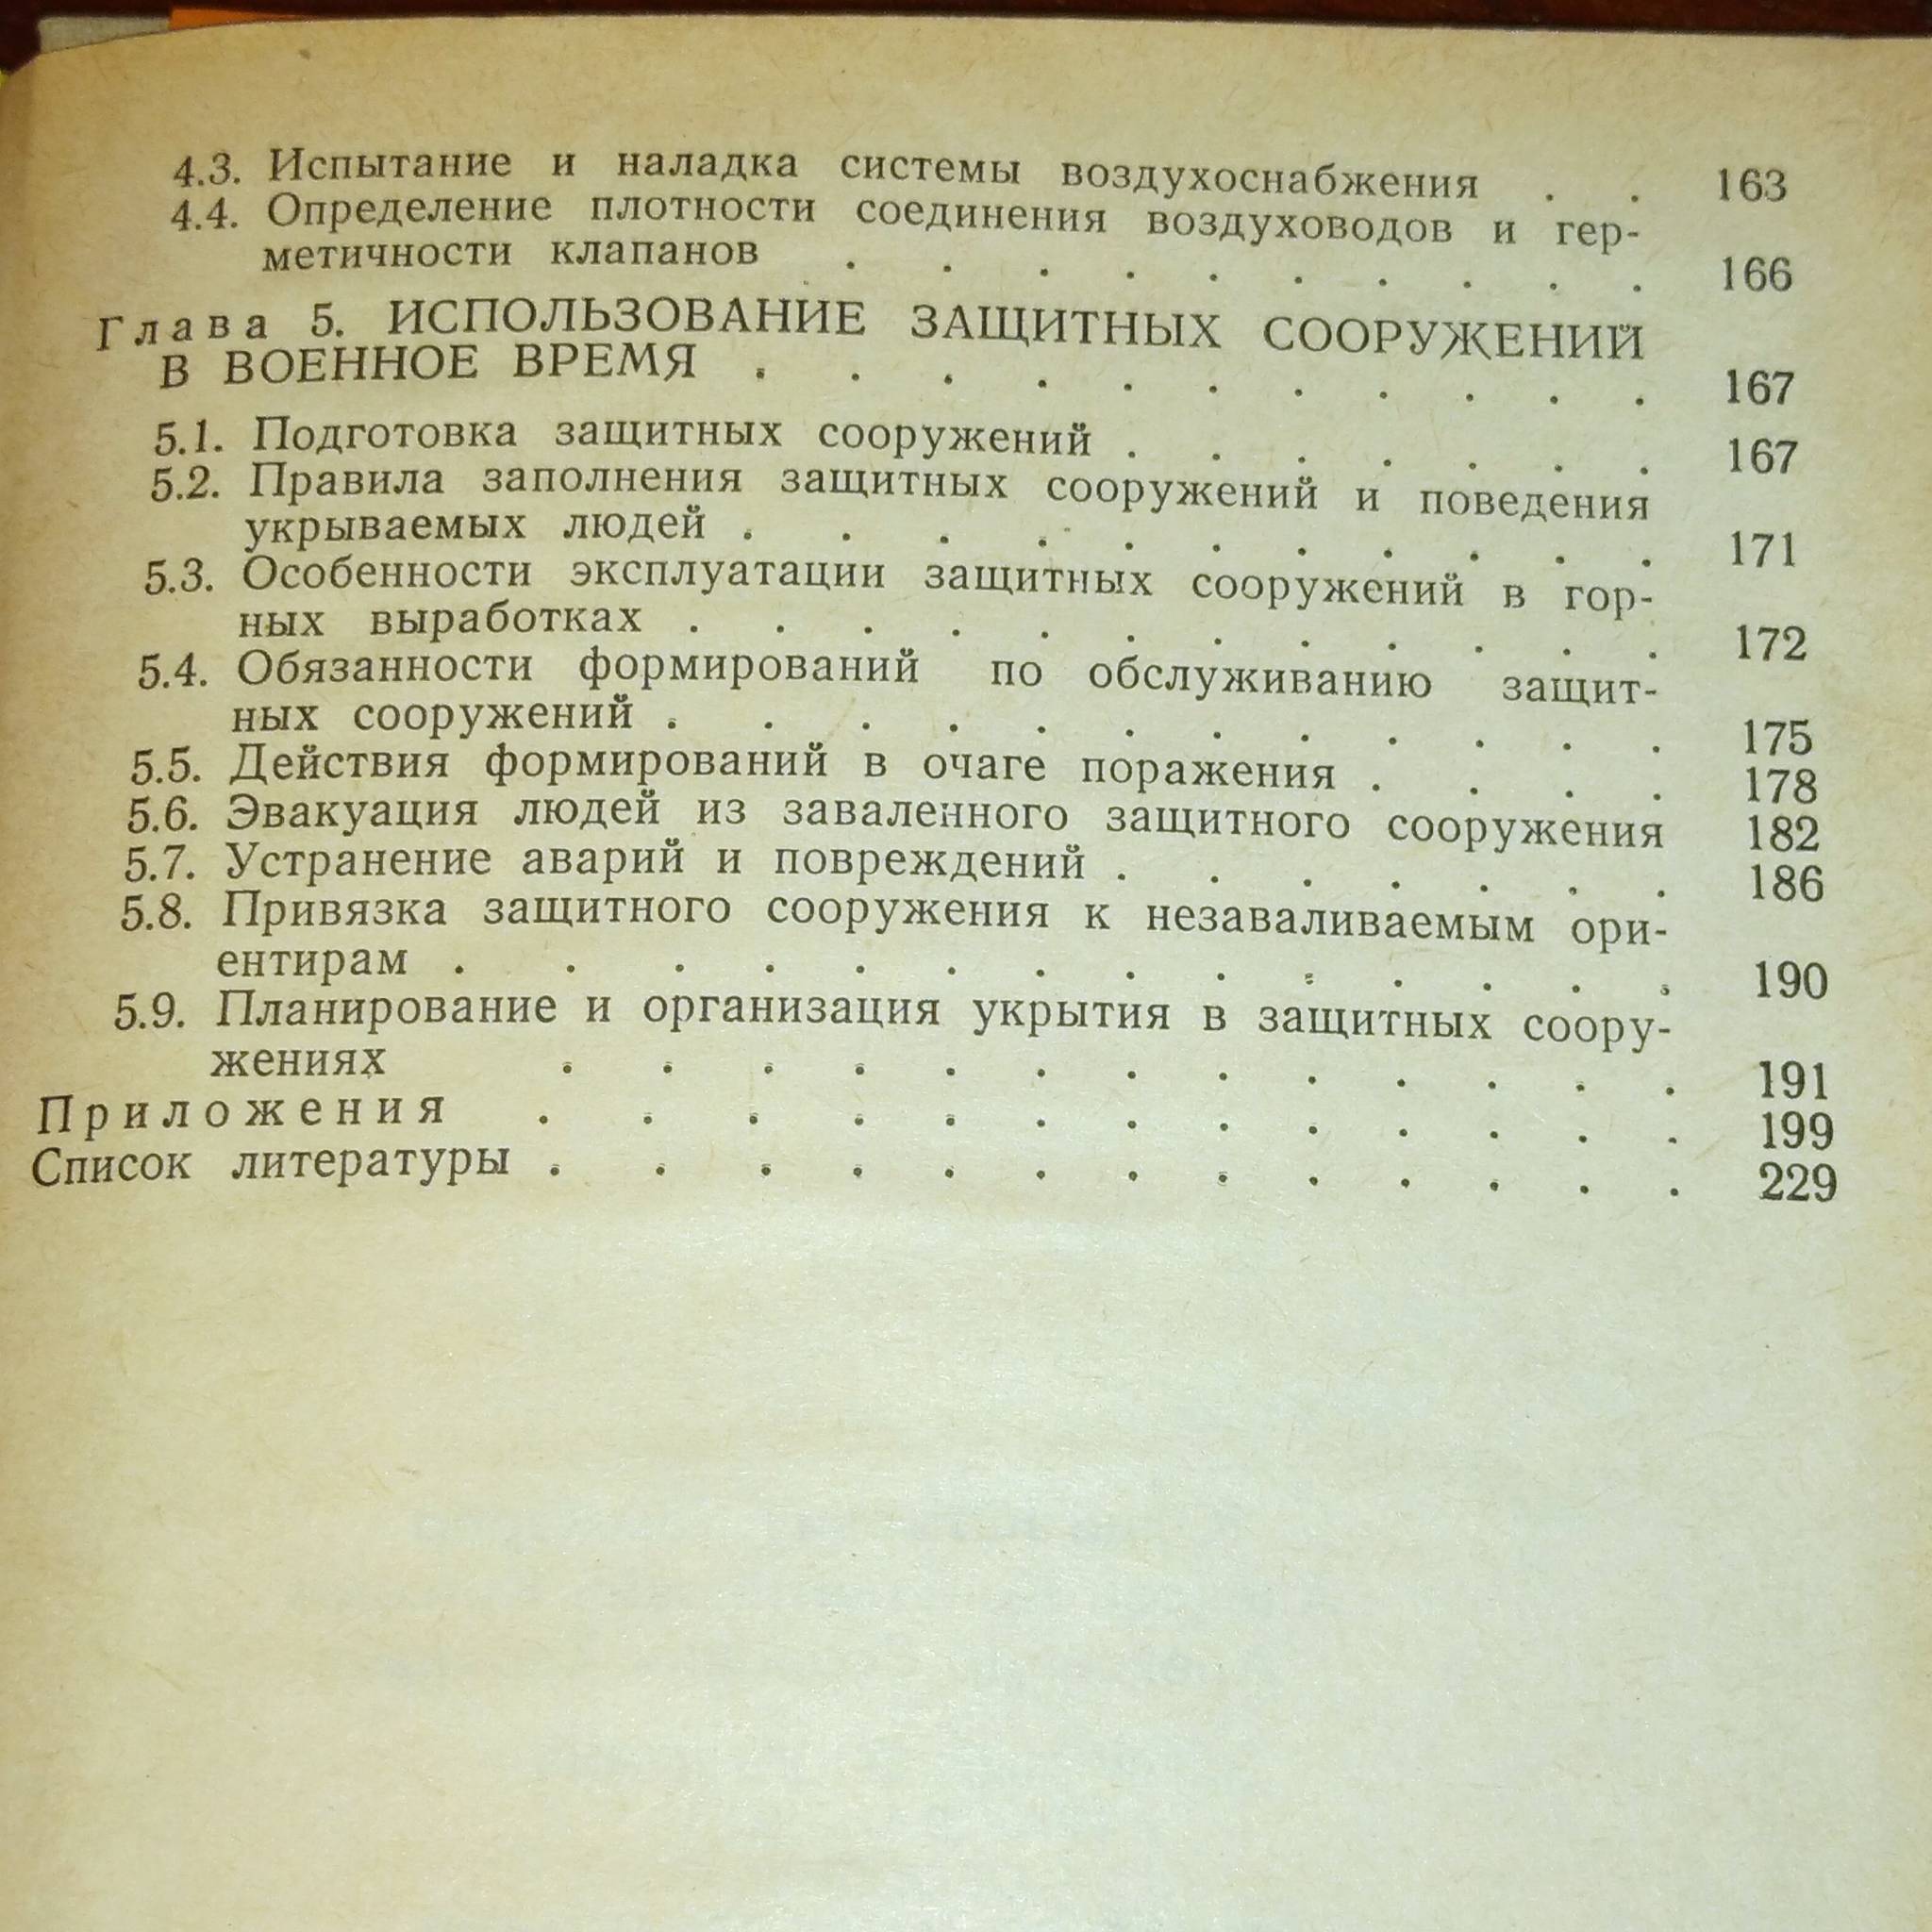 4.3. Испытание и наладка системы воздухоснабжения . . 163
4.4. Определение плотности соединения воздуховодов и гер-
метичности клапанов . . . . . . . . . . 166
Глава 5. ИСПОЛЬЗОВАНИЕ ЗАЩИТНЫХ СООРУЖЕНИЙ
В ВОЕННОЕ ВРЕМЯ . . . . . . . . . . . 167
5.1. Подготовка защитных сооружений . . . . . . . 167
5.2. Правила заполнения защитных сооружений и поведения
укрываемых людей . . . . . . . . . . . 171
5.3. Особенности эксплуатации защитных сооружений в гор-
ных выработках . . . . . . . . . . . . 172
5.4. Обязанности формирований по обслуживанию защит-
ных сооружений . . . . . . . . . . . . 175
5.5. Действия формирований в очаге поражения . . . . 178
5.6. Эвакуация людей из заваленного защитного сооружения 182
5.7. Устранение аварий и повреждений . . . . . . . 186
5.8. Привязка защитного сооружения к незаваливаемым ори-
ентирам . . . . . . . . . . . . . . 190
5.9. Планирование и организация укрытия в защитных соору-
жениях . . . . . . . . . . . . . 191
Приложения . . . . . . . . . . . . . 199
Список литературы . . . . . . . . . . . . . 229